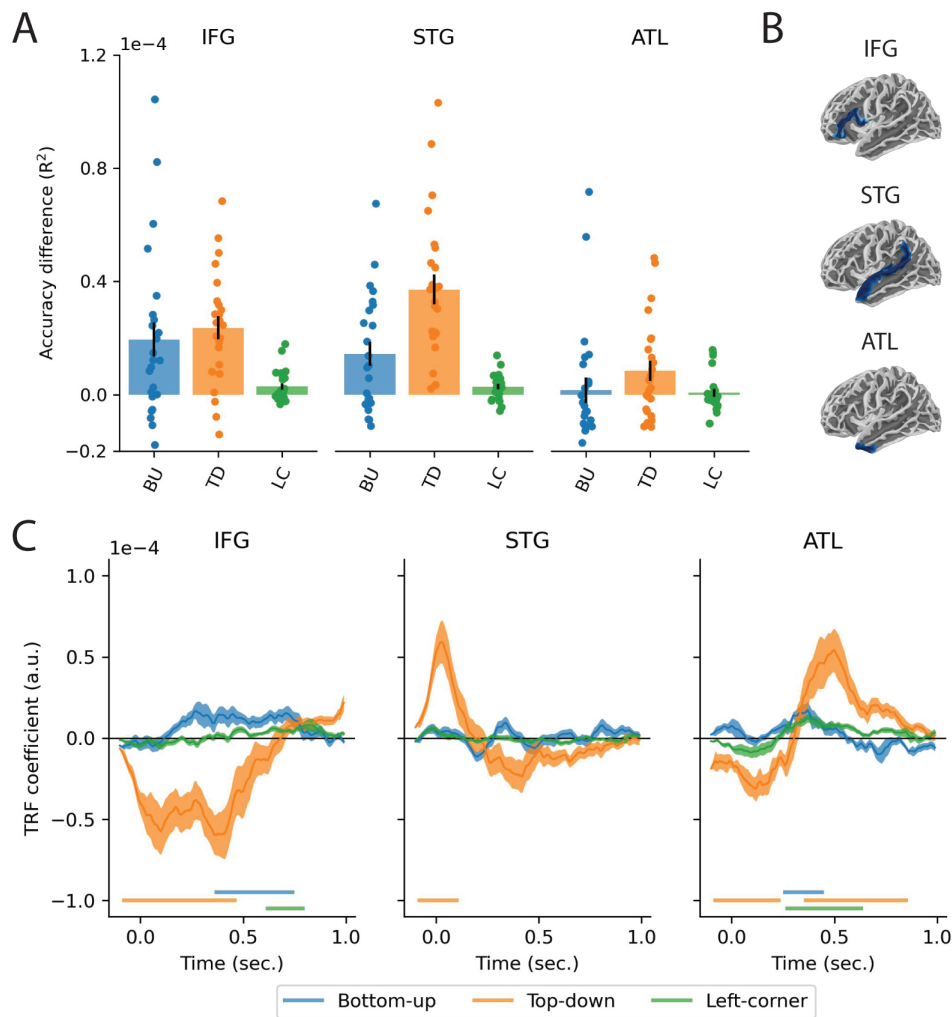 A
B
1e−4
IFG
STG
ATL
IFG
STG
ATL
Accuracy difference (R²)
1.2
0.8
0.4
0.0
−0.2
BU
TD
LC
BU
TD
LC
BU
TD
LC
C
1e−4
IFG
STG
ATL
TRF coefficient (a.u.)
1.0
0.5
0.0
−0.5
−1.0
0.0
0.5
1.0
0.0
0.5
1.0
0.0
0.5
1.0
Time (sec.)
Time (sec.)
Time (sec.)
Bottom-up
Top-down
Left-corner